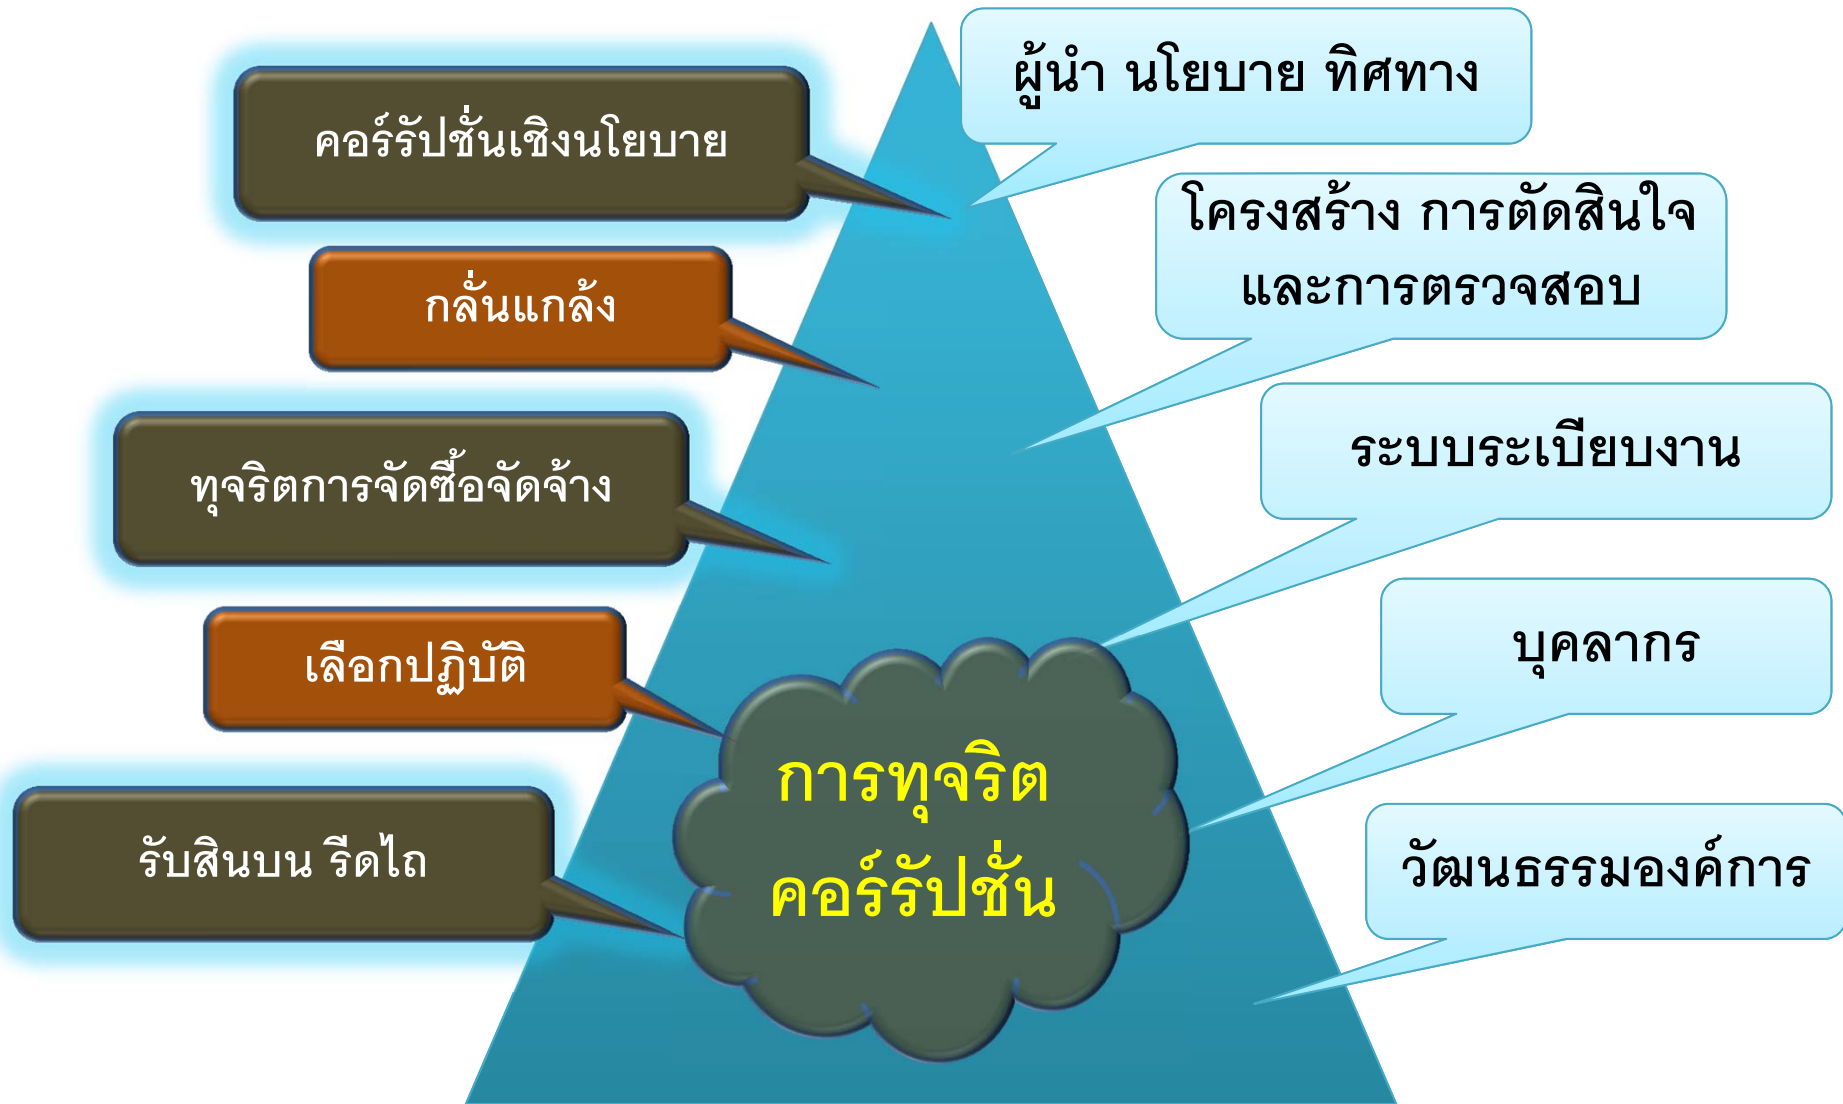 ผู้นำ นโยบาย ทิศทาง
คอร์รัปชั่นเชิงนโยบาย
โครงสร้าง การตัดสินใจ
และการตรวจสอบ
กลั่นแกล้ง
ระบบระเบียบงาน
ทุจริตการจัดซื้อจัดจ้าง
บุคลากร
เลือกปฏิบัติ
การทุจริต
คอร์รัปชั่น
รับสินบน รีดไถ
วัฒนธรรมองค์การ